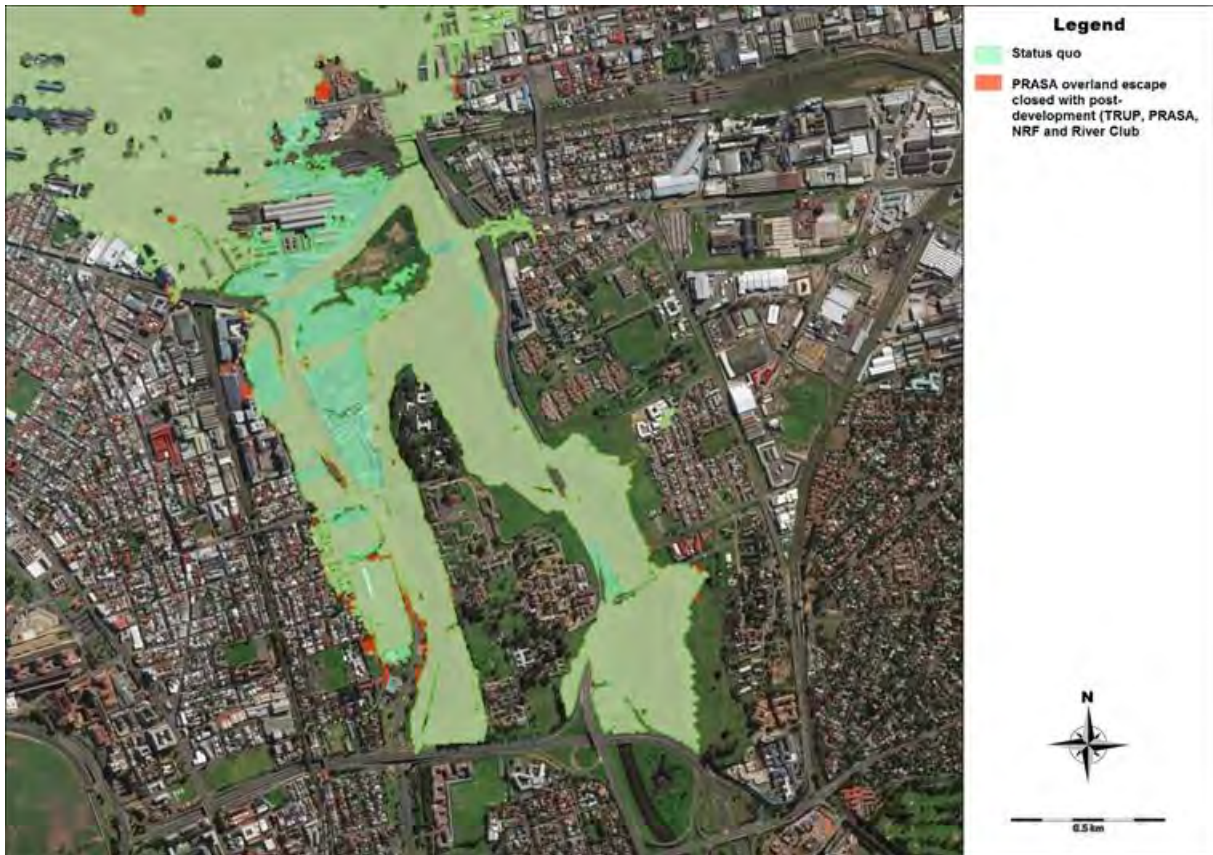 Legend
Status quo
PRASA overland escape
closed with post-
development (TRUP, PRASA,
NRF and River Club
N
0.5 km